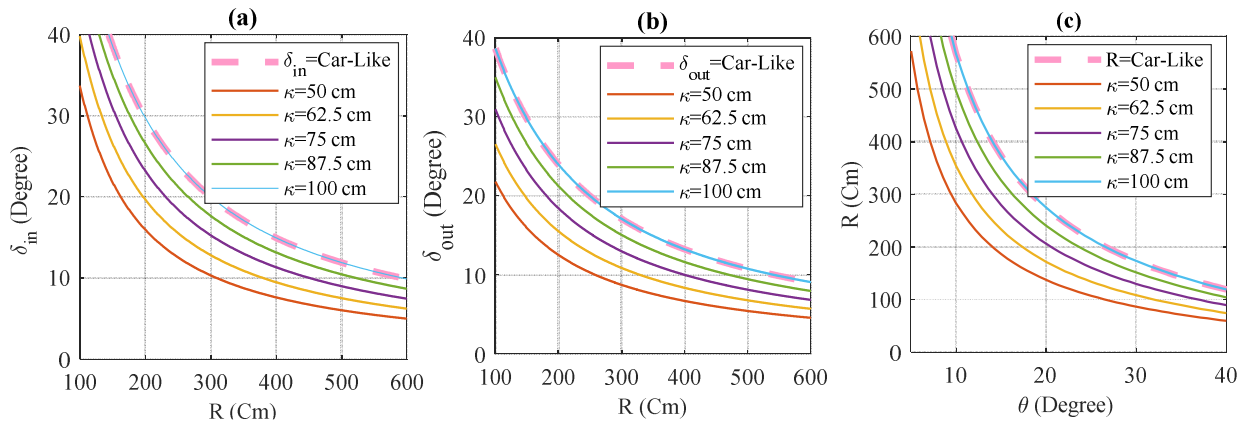 (a)
40
30
20
10
0
δin (Degree)
100 200 300 400 500 600
R (Cm)
δin=Car-Like
κ=50 cm
κ=62.5 cm
κ=75 cm
κ=87.5 cm
κ=100 cm
(b)
40
30
20
10
0
δout (Degree)
100 200 300 400 500 600
R (Cm)
δout=Car-Like
κ=50 cm
κ=62.5 cm
κ=75 cm
κ=87.5 cm
κ=100 cm
(c)
600
500
400
300
200
100
0
R (Cm)
10 20 30 40
θ (Degree)
R=Car-Like
κ=50 cm
κ=62.5 cm
κ=75 cm
κ=87.5 cm
κ=100 cm